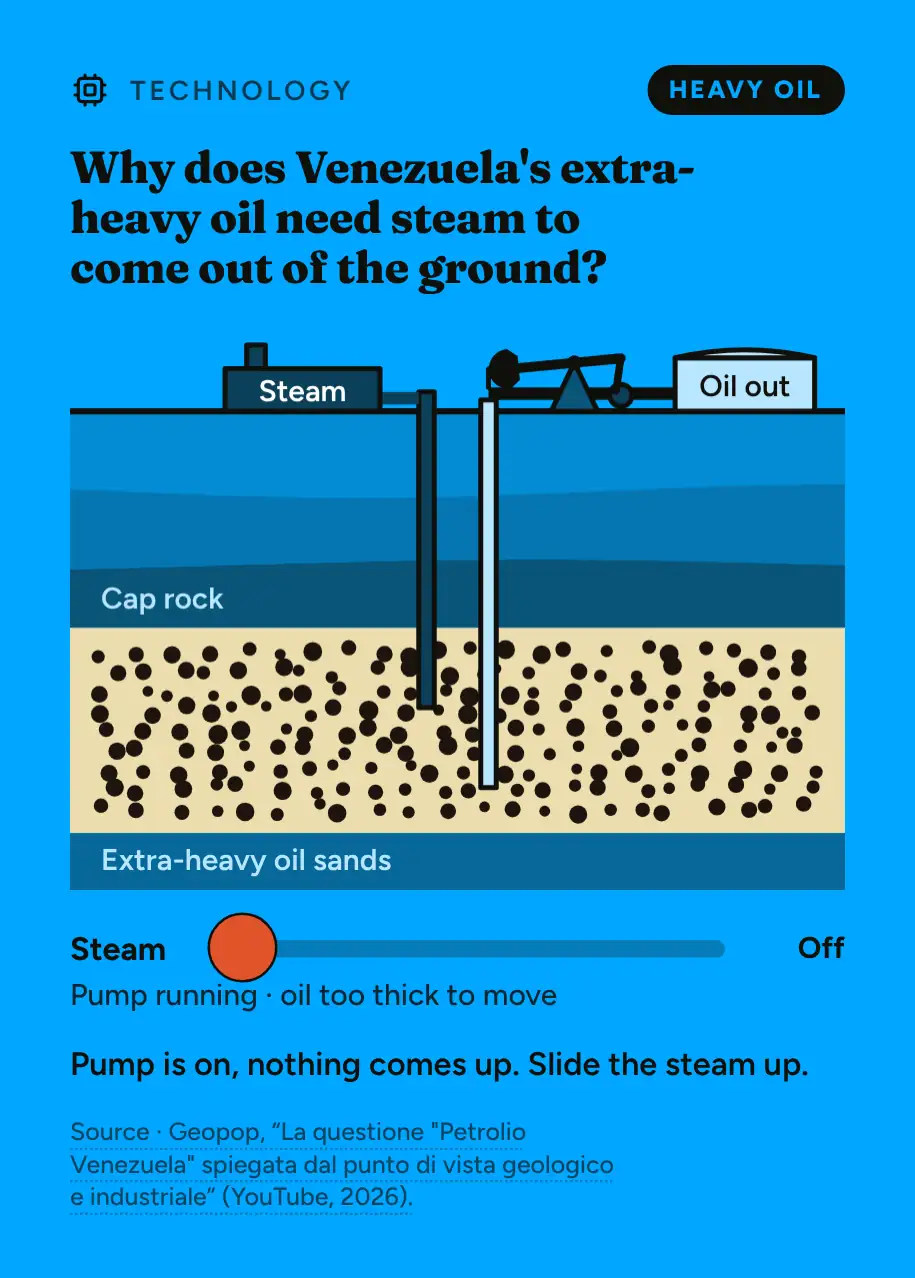 TECHNOLOGY
HEAVY OIL
Why does Venezuela's extra-
heavy oil need steam to
come out of the ground?
Steam
Oil out
Cap rock
Extra-heavy oil sands
Steam
Off
Pump running · oil too thick to move
Pump is on, nothing comes up. Slide the steam up.
Source · Geopop, “La questione "Petrolio
Venezuela" spiegata dal punto di vista geologico
e industriale” (YouTube, 2026).